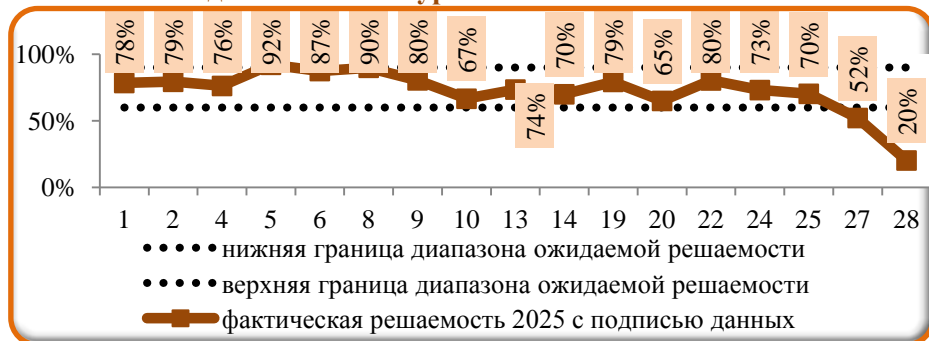 78% 79% 76% 92% 87% 90% 80% 67% 74% 70% 79% 65% 80% 73% 70% 52% 20%
100%
50%
0%
1 2 4 5 6 8 9 10 13 14 19 20 22 24 25 27 28
нижняя граница диапазона ожидаемой решаемости
верхняя граница диапазона ожидаемой решаемости
фактическая решаемость 2025 с подписью данных